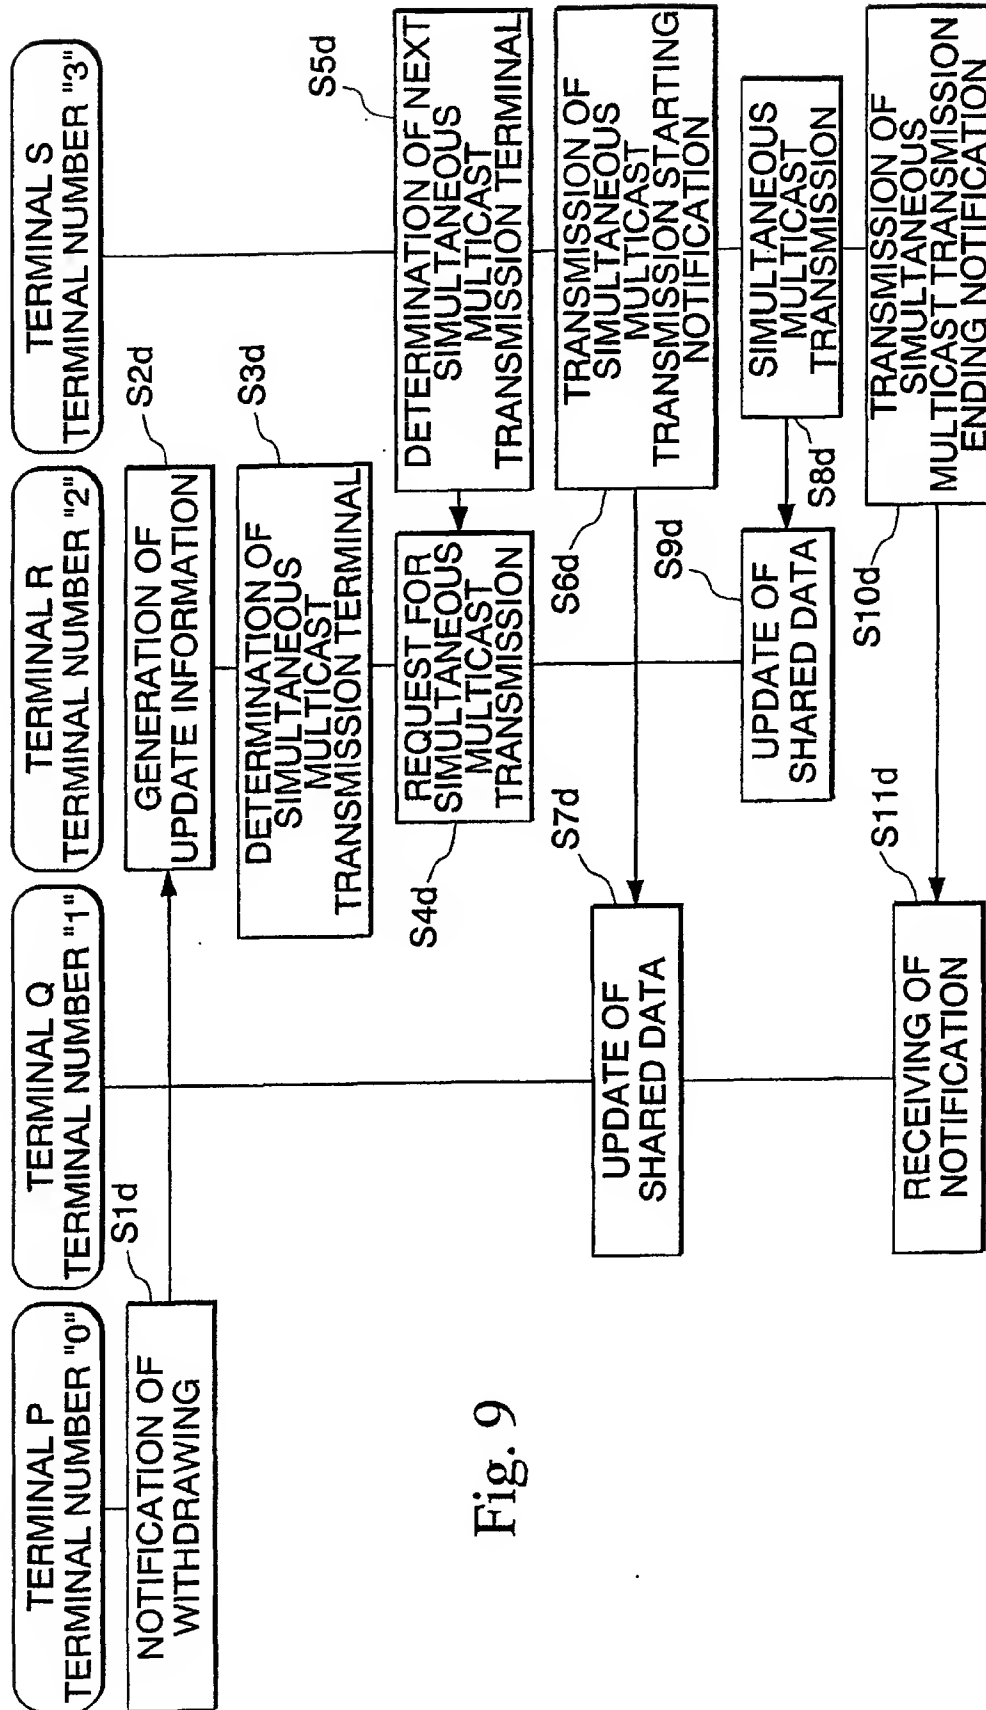 TERMINAL P
TERMINAL NUMBER "0"
TERMINAL Q
TERMINAL NUMBER "1"
TERMINAL R
TERMINAL NUMBER "2"
TERMINAL S
TERMINAL NUMBER "3"
S1d
NOTIFICATION OF
WITHDRAWING
S2d
GENERATION OF
UPDATE INFORMATION
S3d
DETERMINATION OF
SIMULTANEOUS
MULTICAST
TRANSMISSION TERMINAL
S4d
REQUEST FOR
SIMULTANEOUS
MULTICAST
TRANSMISSION
S5d
DETERMINATION OF NEXT
SIMULTANEOUS
MULTICAST
TRANSMISSION TERMINAL
S6d
TRANSMISSION OF
SIMULTANEOUS
MULTICAST
TRANSMISSION STARTING
NOTIFICATION
S7d
UPDATE OF
SHARED DATA
S8d
SIMULTANEOUS
MULTICAST
TRANSMISSION
S9d
UPDATE OF
SHARED DATA
S10d
TRANSMISSION OF
SIMULTANEOUS
MULTICAST TRANSMISSION
ENDING NOTIFICATION
S11d
RECEIVING OF
NOTIFICATION
Fig. 9